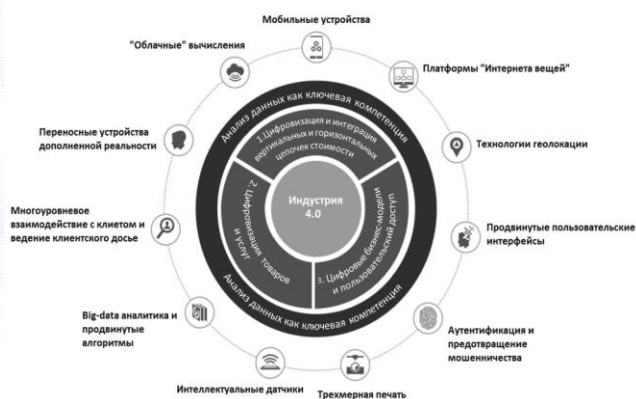 Мобильные устройства
"Облачные" вычисления
Платформы "Интернета вещей"
Переносные устройства
дополненной реальности
Технологии геолокации
Многоуровневое
взаимодействие с клиетом и
ведение клиентского досье
Продвинутые пользовательские
интерфейсы
Big-data аналитика и
продвинутые
алгоритмы
Аутентификация и
предотвращение
мошенничества
Интеллектуальные датчики
Трехмерная печать
Анализ данных как ключевая компетенция
1.Цифровизация и интеграция
вертикальных и горизонтальных
цепочек стоимости
Индустрия
4.0
2. Цифровизация товаров
и услуг
3. Цифровые бизнес-модели
и пользовательский доступ
Анализ данных как ключевая компетенция